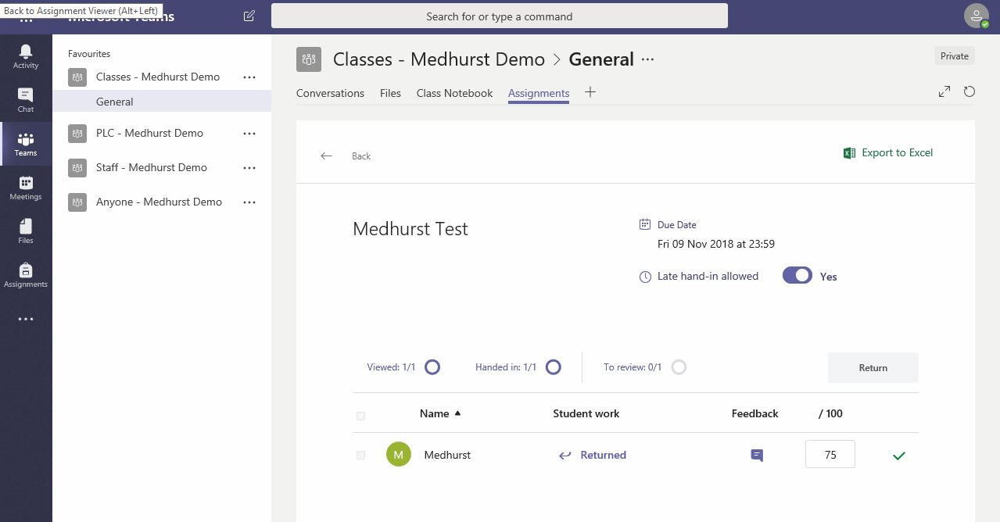 Back to Assignment Viewer (Alt+Left)
Microsoft Teams
Search for or type a command
Activity
Chat
Teams
Meetings
Files
Assignments
Favourites
Classes - Medhurst Demo
General
PLC - Medhurst Demo
Staff - Medhurst Demo
Anyone - Medhurst Demo
Classes - Medhurst Demo > General
Private
Conversations Files Class Notebook Assignments
Back
Export to Excel
Medhurst Test
Due Date
Fri 09 Nov 2018 at 23:59
Late hand-in allowed Yes
Viewed: 1/1 Handed in: 1/1 To review: 0/1 Return
Name Student work Feedback / 100
M Medhurst Returned 75